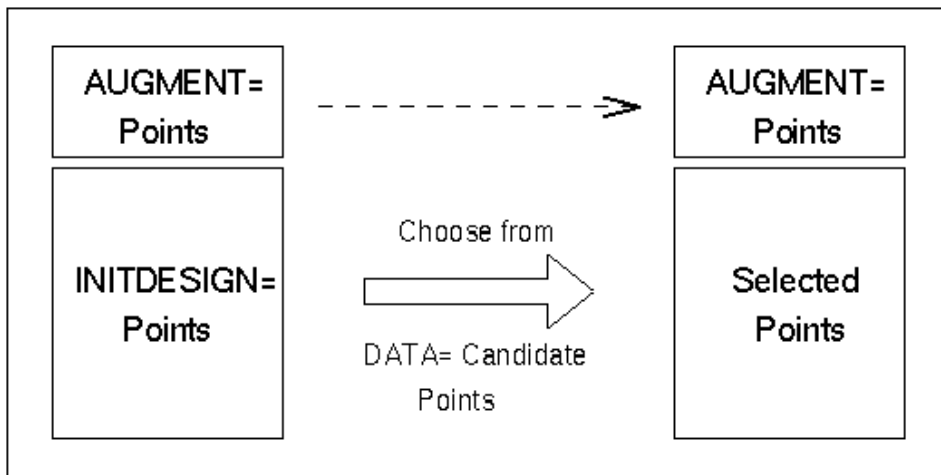 AUGMENT=
Points
AUGMENT=
Points
INITDESIGN=
Points
Choose from
DATA= Candidate
Points
Selected
Points